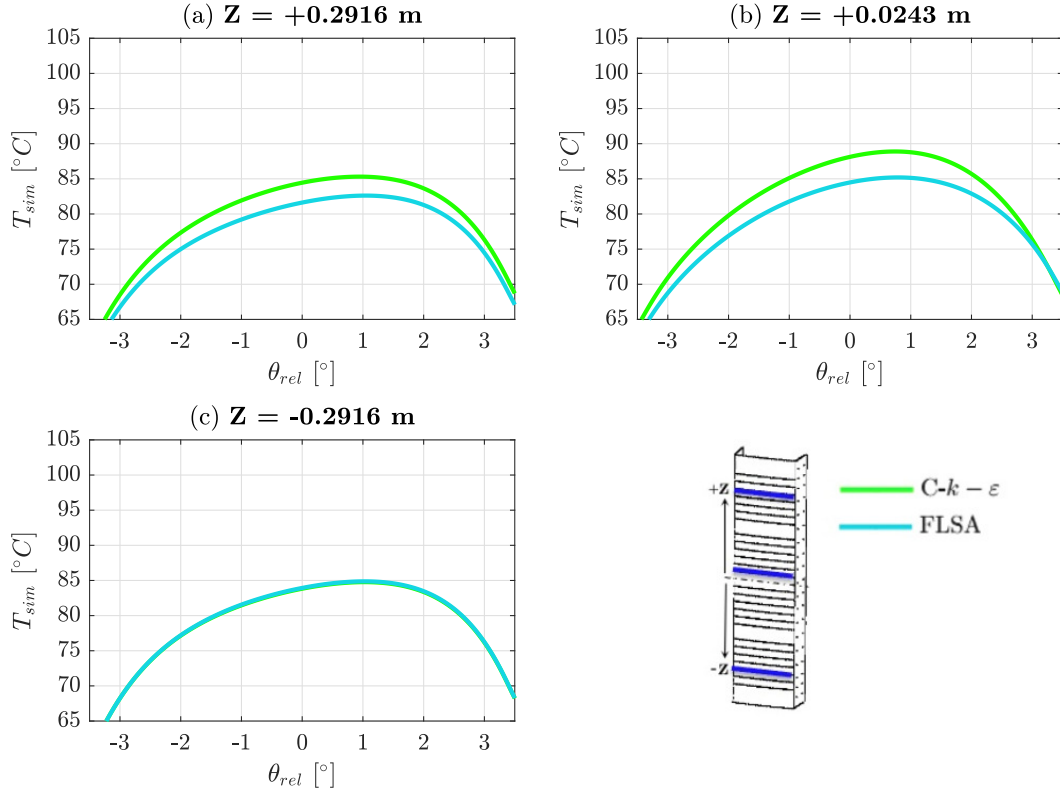 (a) Z = +0.2916 m
105
100
95
90
85
80
75
70
65
T_sim [°C]
-3 -2 -1 0 1 2 3
θ_rel [°]
(b) Z = +0.0243 m
105
100
95
90
85
80
75
70
65
T_sim [°C]
-3 -2 -1 0 1 2 3
θ_rel [°]
(c) Z = -0.2916 m
105
100
95
90
85
80
75
70
65
T_sim [°C]
-3 -2 -1 0 1 2 3
θ_rel [°]
+Z
-Z
C-k − ε
FLSA